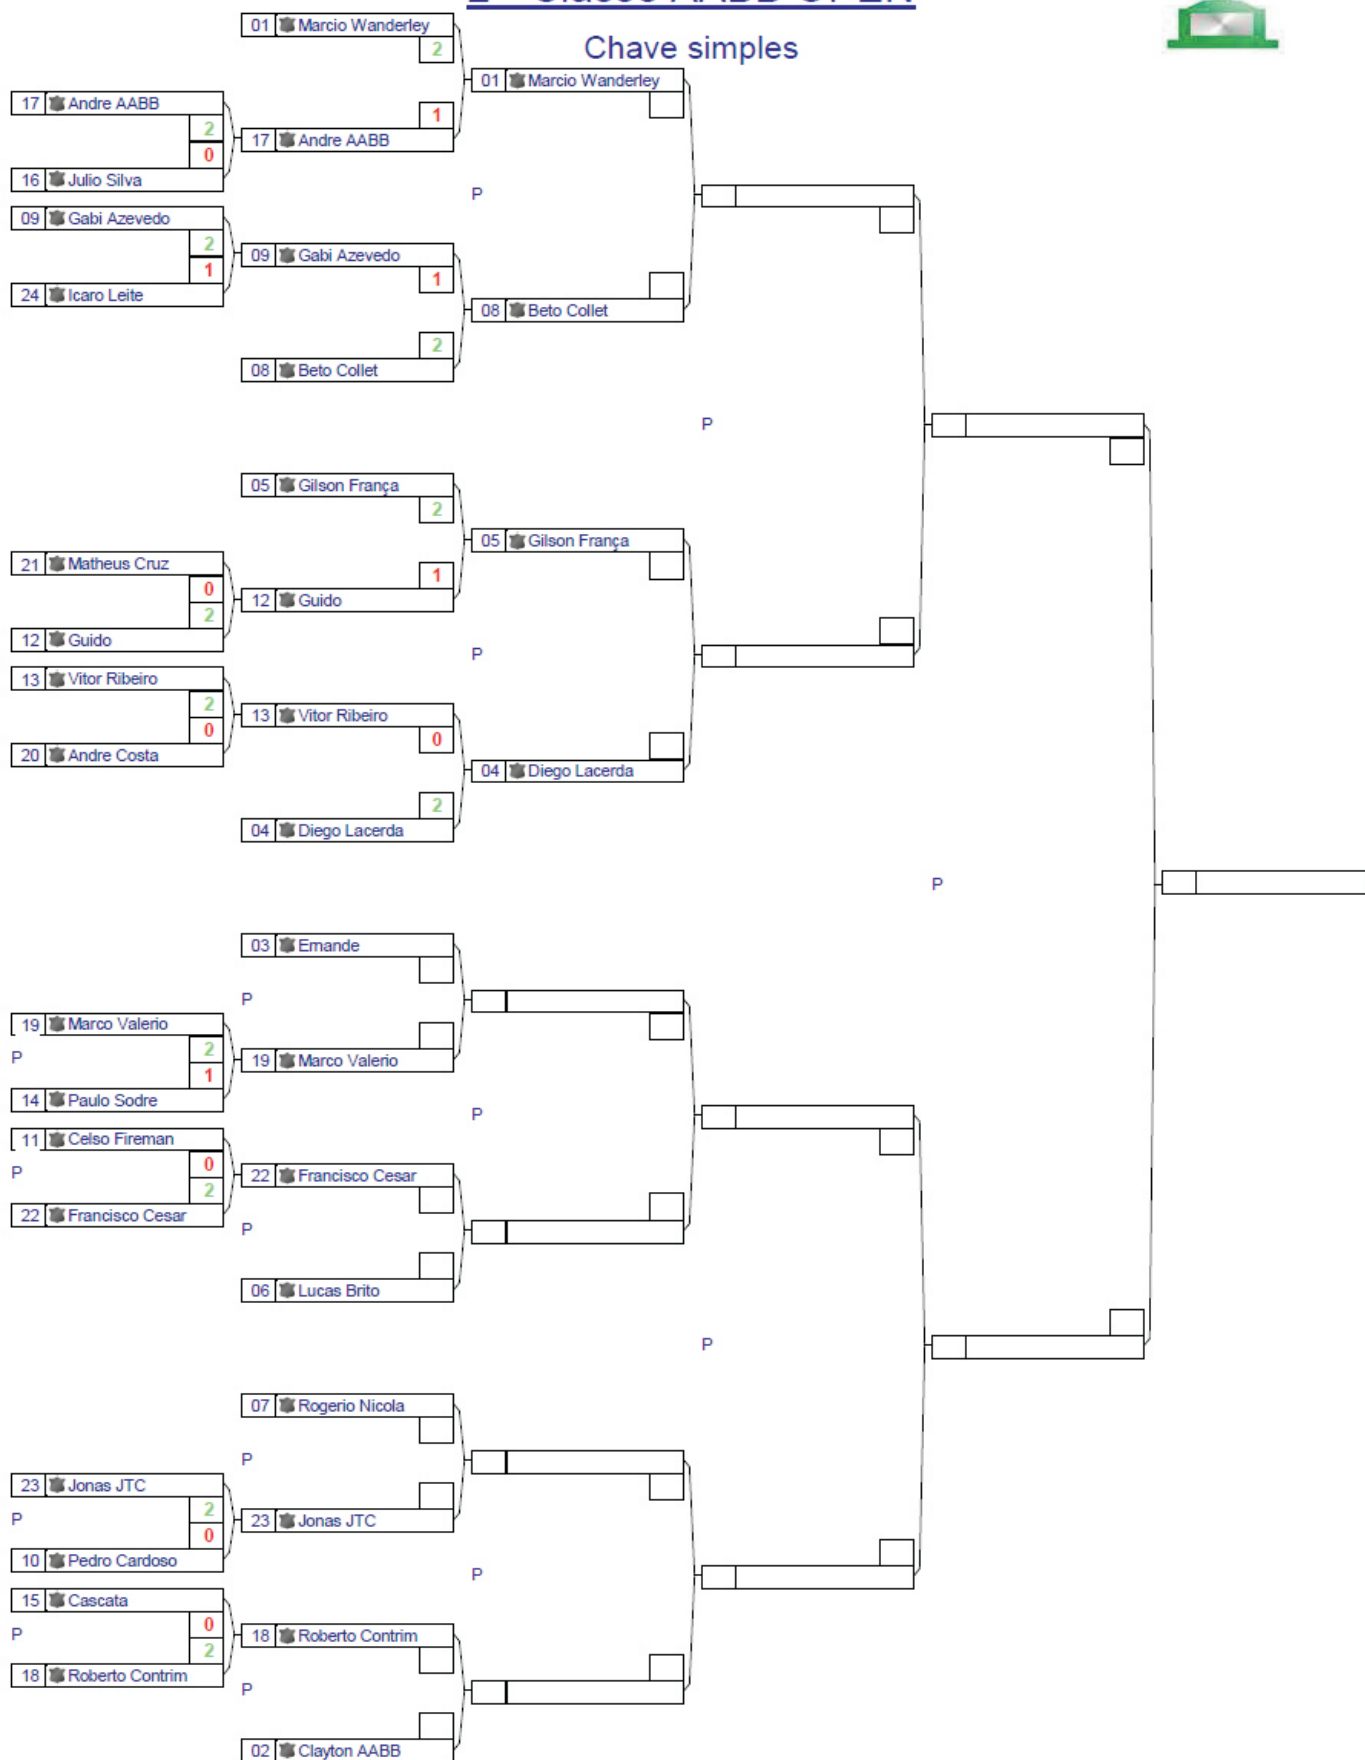 Chave simples
01 Marcio Wanderley
2
01 Marcio Wanderley
17 Andre AABB
2
1
17 Andre AABB
0
16 Julio Silva
P
09 Gabi Azevedo
2
09 Gabi Azevedo
1
1
24 Icaro Leite
08 Beto Collet
2
08 Beto Collet
P
05 Gilson França
2
05 Gilson França
21 Matheus Cruz
1
0
12 Guido
2
12 Guido
P
13 Vitor Ribeiro
2
13 Vitor Ribeiro
0
0
20 Andre Costa
04 Diego Lacerda
2
04 Diego Lacerda
P
03 Ernande
P
19 Marco Valerio
2
P
19 Marco Valerio
1
14 Paulo Sodre
P
11 Celso Fireman
0
P
22 Francisco Cesar
2
22 Francisco Cesar
P
06 Lucas Brito
P
07 Rogerio Nicola
P
23 Jonas JTC
2
P
23 Jonas JTC
0
10 Pedro Cardoso
P
15 Cascata
0
P
18 Roberto Contrim
2
18 Roberto Contrim
P
02 Clayton AABB